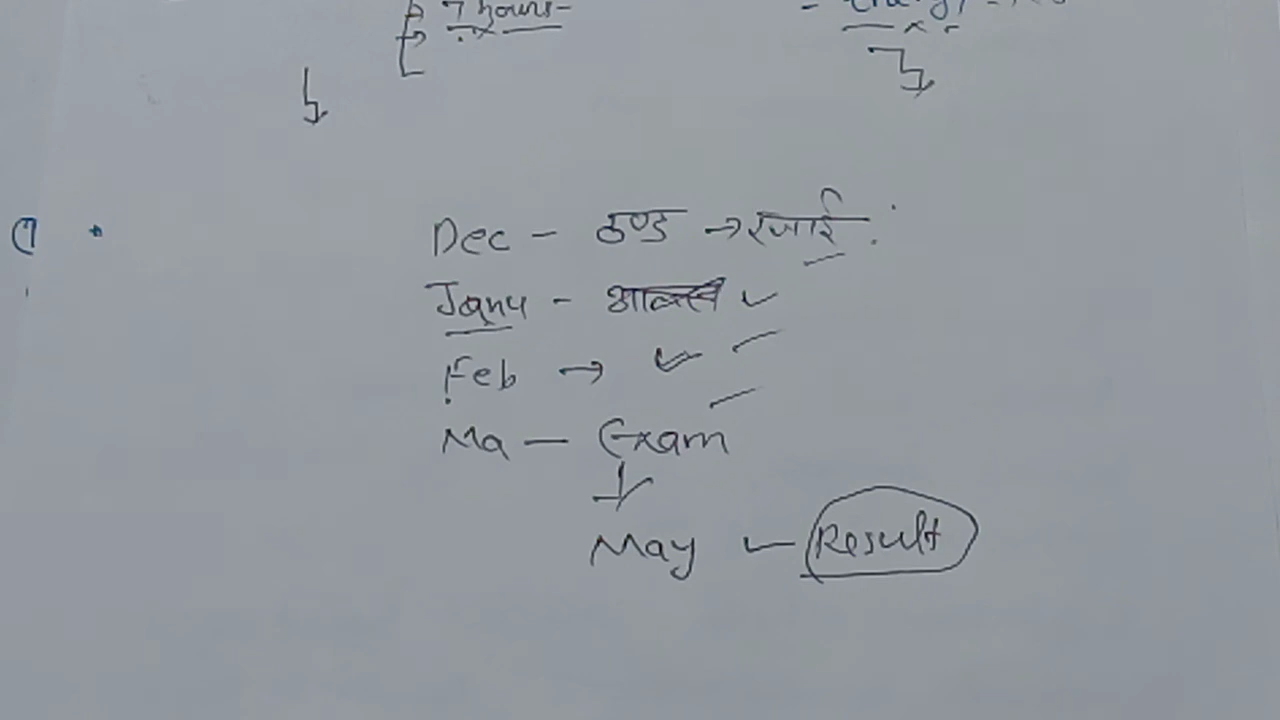 7 hours-
Dec - ठण्ड → रजाई
Janu - आलस
Feb →
Ma - Exam
May - Result